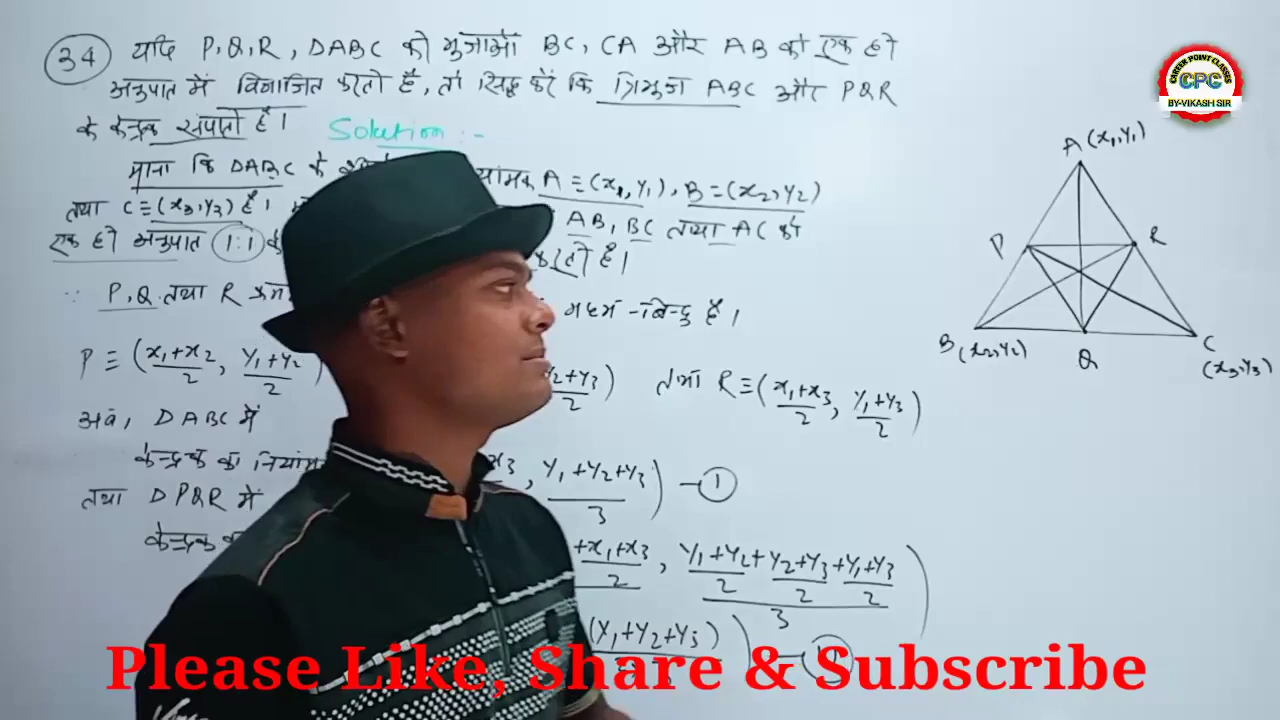 34 यदि P,Q,R, ΔABC की भुजाओं BC, CA और AB को एक ही
अनुपात में विभाजित करती है, तो सिद्ध करें कि त्रिभुज ABC और PQR
के केन्द्रक संपाती है।
Solution :-
माना कि ΔABC के A ≡ (x1, y1), B = (x2, y2)
तथा C ≡ (x3, y3) है। AB, BC तथा AC को
एक ही अनुपात 1:1 करती है।
∵ P, Q तथा R मध्य-बिन्दु है।
P ≡ (x1+x2/2, y1+y2/2) y2+y3/2) तथा R ≡ (x1+x3/2, y1+y3/2)
अब, ΔABC में
केन्द्रक का x3, y1+y2+y3/3) — 1
तथा ΔPQR में
केन्द्रक +x1+x3/2, y1+y2/2 + y2+y3/2 + y1+y3/2 /3)
(y1+y2+y3)
A (x1, y1)
P
R
B (x2, y2)
Q
C (x3, y3)
CAREER POINT CLASSES
CPC
BY-VIKASH SIR
Please Like, Share & Subscribe